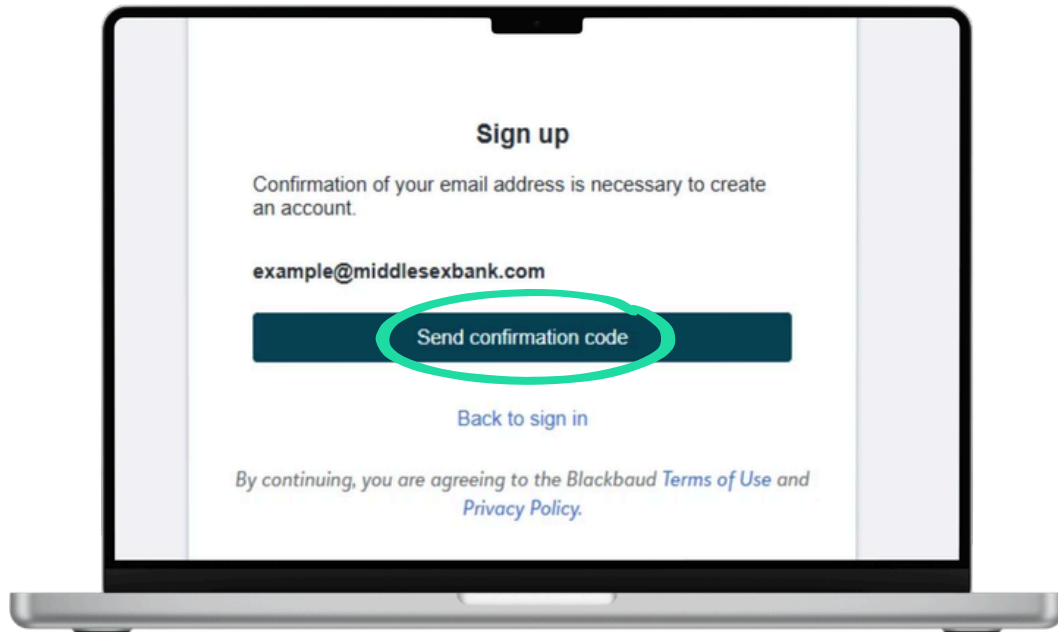 Sign up
Confirmation of your email address is necessary to create
an account.
example@middlesexbank.com
Send confirmation code
Back to sign in
By continuing, you are agreeing to the Blackbaud Terms of Use and
Privacy Policy.